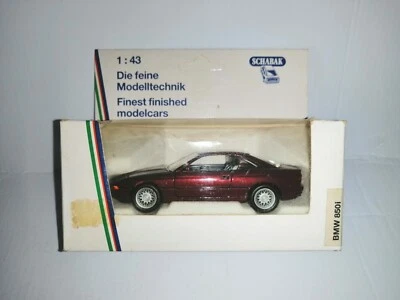 1:43
Die feine
Modelltechnik
Finest finished
modelcars
SCHABAK
BMW 850i